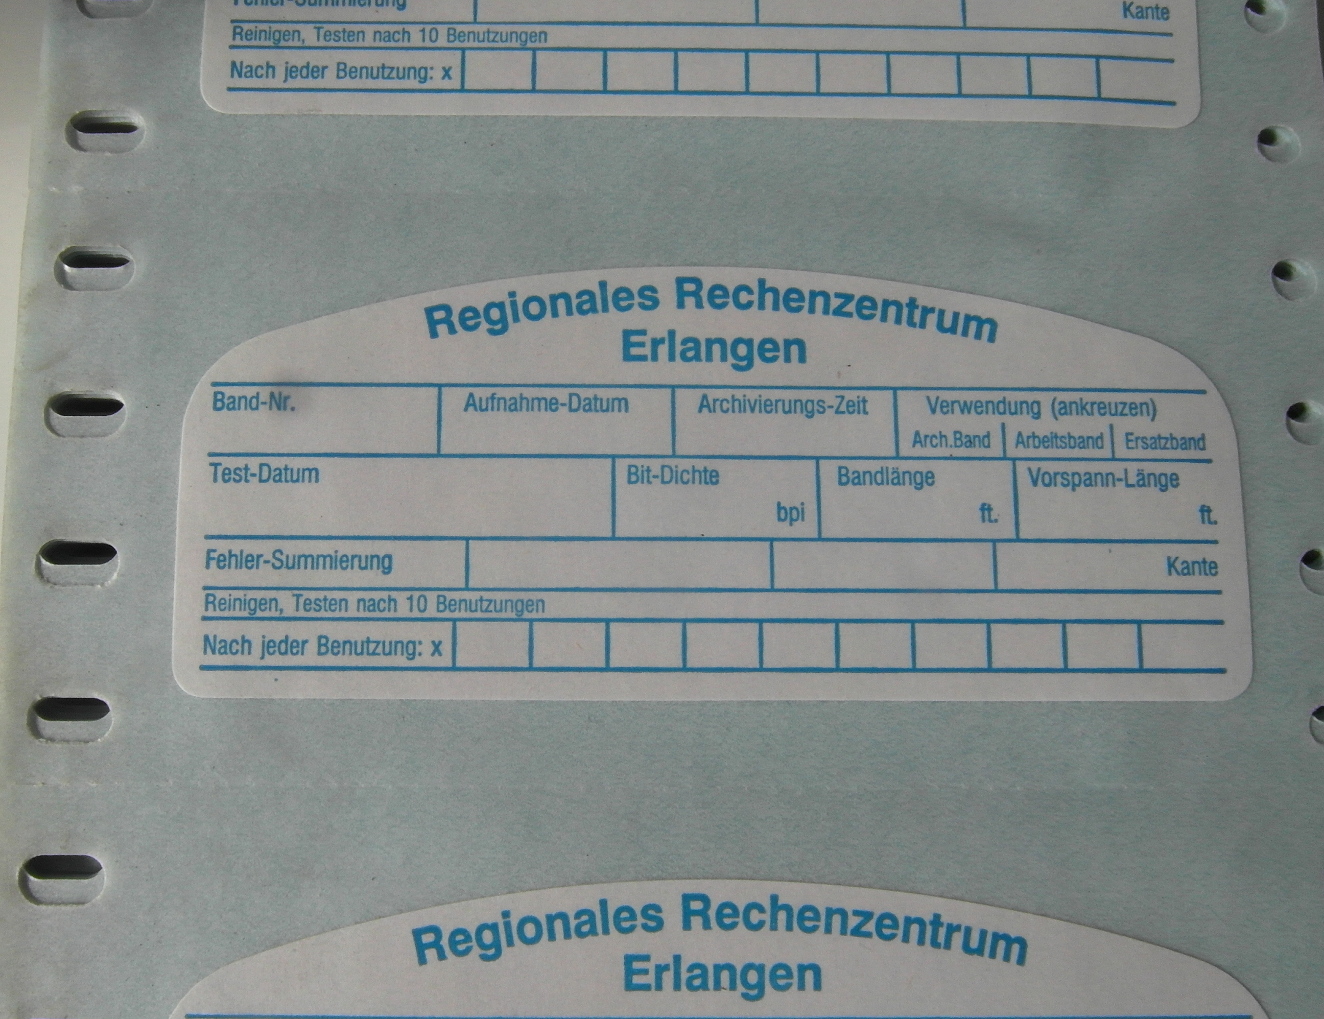 Fehler-Summierung Kante
Reinigen, Testen nach 10 Benutzungen
Nach jeder Benutzung: x
Regionales Rechenzentrum
Erlangen
Band-Nr. Aufnahme-Datum Archivierungs-Zeit Verwendung (ankreuzen)
Arch.Band Arbeitsband Ersatzband
Test-Datum Bit-Dichte Bandlänge Vorspann-Länge
bpi ft. ft.
Fehler-Summierung Kante
Reinigen, Testen nach 10 Benutzungen
Nach jeder Benutzung: x
Regionales Rechenzentrum
Erlangen